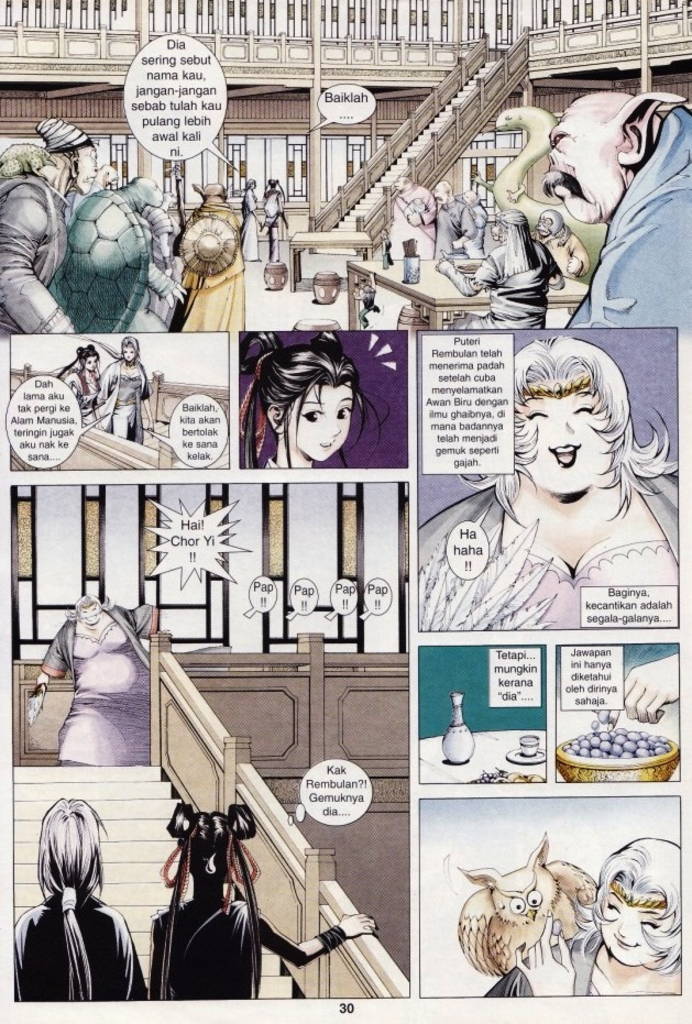 Dia
sering sebut
nama kau,
jangan-jangan
sebab itulah kau
pulang lebih
awal kali
ni.
Baiklah
....
Dah
lama aku
tak pergi ke
Alam Manusia,
teringin jugak
aku nak ke
sana....
Baiklah,
kita akan
bertolak
ke sana
kelak.
Puteri
Rembulan telah
menerima padah
setelah cuba
menyelamatkan
Awan Biru dengan
ilmu ghaibnya, di
mana badannya
telah menjadi
gemuk seperti
gajah.
Ha
haha
!!
Baginya,
kecantikan adalah
segala-galanya....
Hai!
Chor Yi
!!
Pap
!!
Pap
!!
Pap
!!
Pap
!!
Kak
Rembulan?!
Gemuknya
dia....
Tetapi...
mungkin
kerana
"dia"....
Jawapan
ini hanya
diketahui
oleh dirinya
sahaja.
30